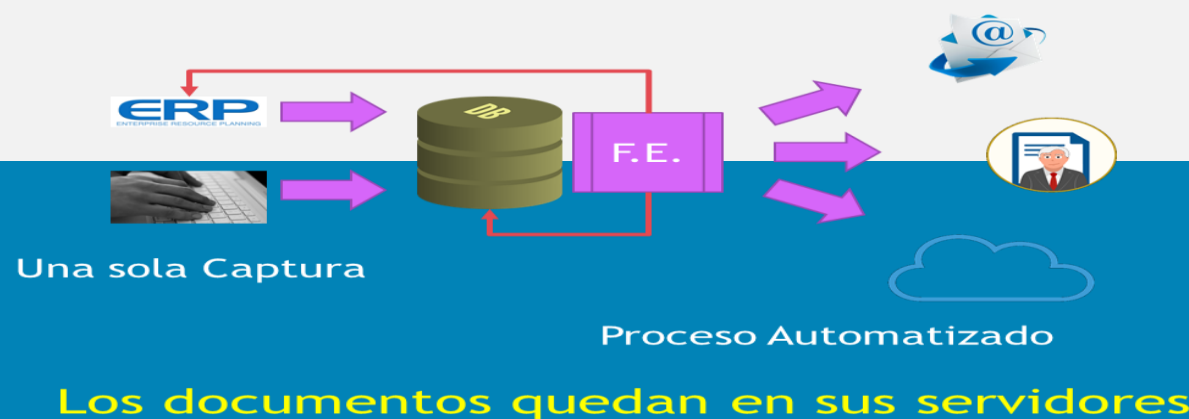 ERP
ENTERPRISE RESOURCE PLANNING
DB
F.E.
@
Una sola Captura
Proceso Automatizado
Los documentos quedan en sus servidores